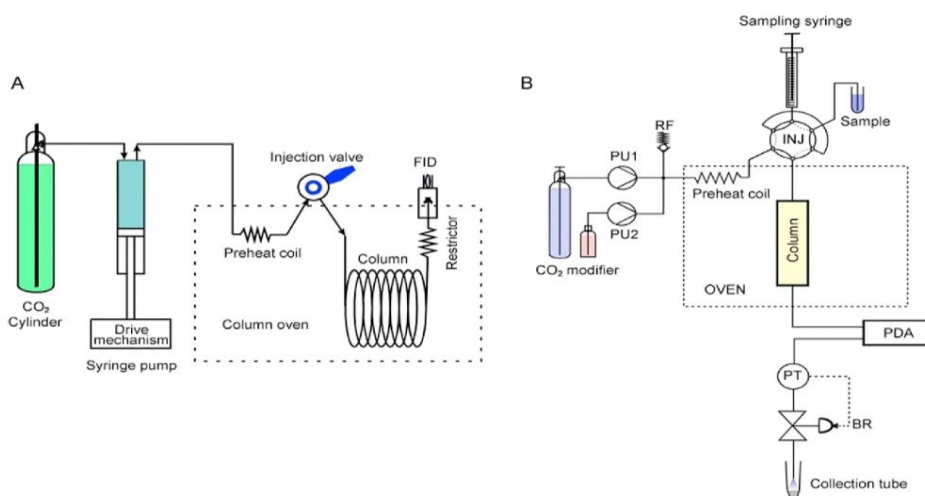 A
CO₂
Cylinder
Drive
mechanism
Syringe pump
Preheat coil
Injection valve
Column oven
Column
Restrictor
FID
B
Sampling syringe
Sample
INJ
RF
PU1
PU2
CO₂ modifier
Preheat coil
Column
OVEN
PDA
PT
BR
Collection tube